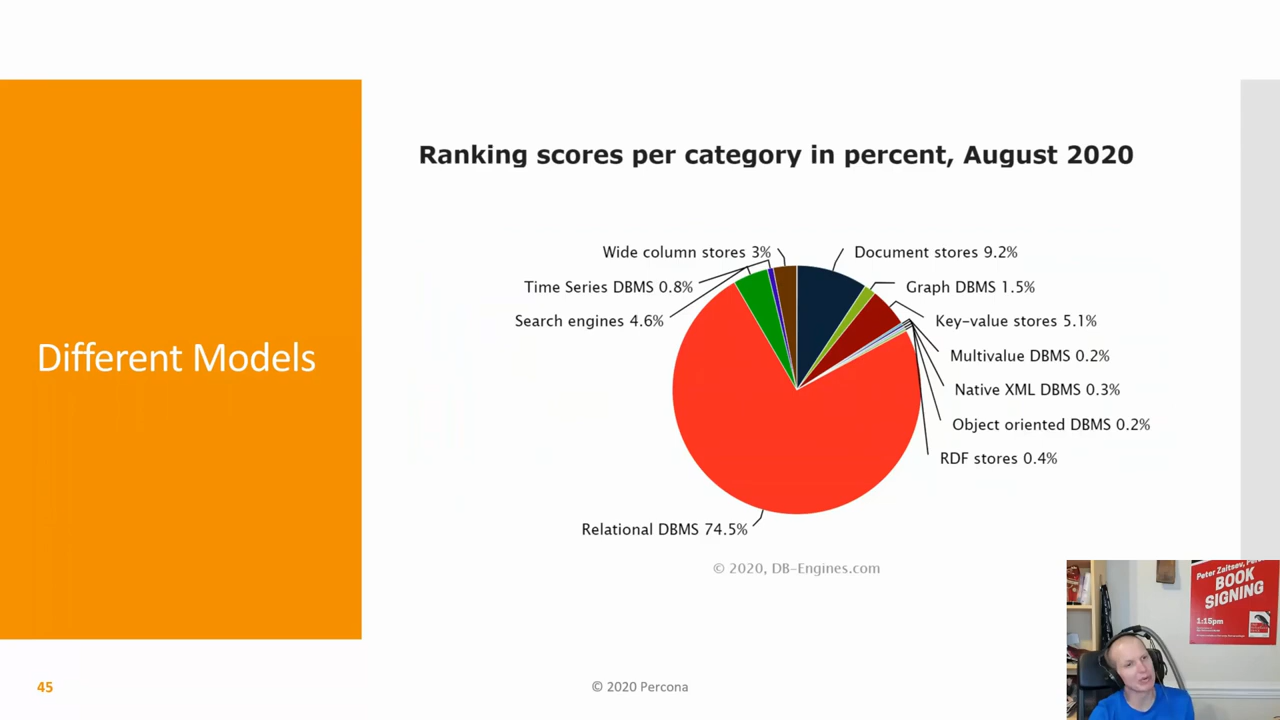 Different Models
Ranking scores per category in percent, August 2020
Wide column stores 3%
Time Series DBMS 0.8%
Search engines 4.6%
Document stores 9.2%
Graph DBMS 1.5%
Key-value stores 5.1%
Multivalue DBMS 0.2%
Native XML DBMS 0.3%
Object oriented DBMS 0.2%
RDF stores 0.4%
Relational DBMS 74.5%
© 2020, DB-Engines.com
45
© 2020 Percona
Peter Zaitsev,
BOOK
SIGNING
1:15pm